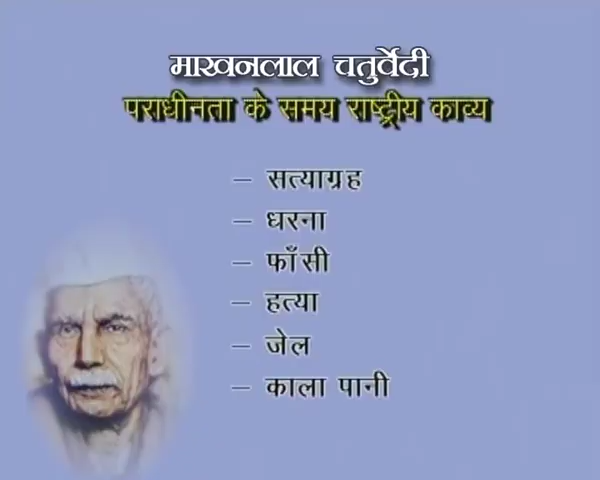 माखनलाल चतुर्वेदी
पराधीनता के समय राष्ट्रीय काव्य
– सत्याग्रह
– धरना
– फाँसी
– हत्या
– जेल
– काला पानी